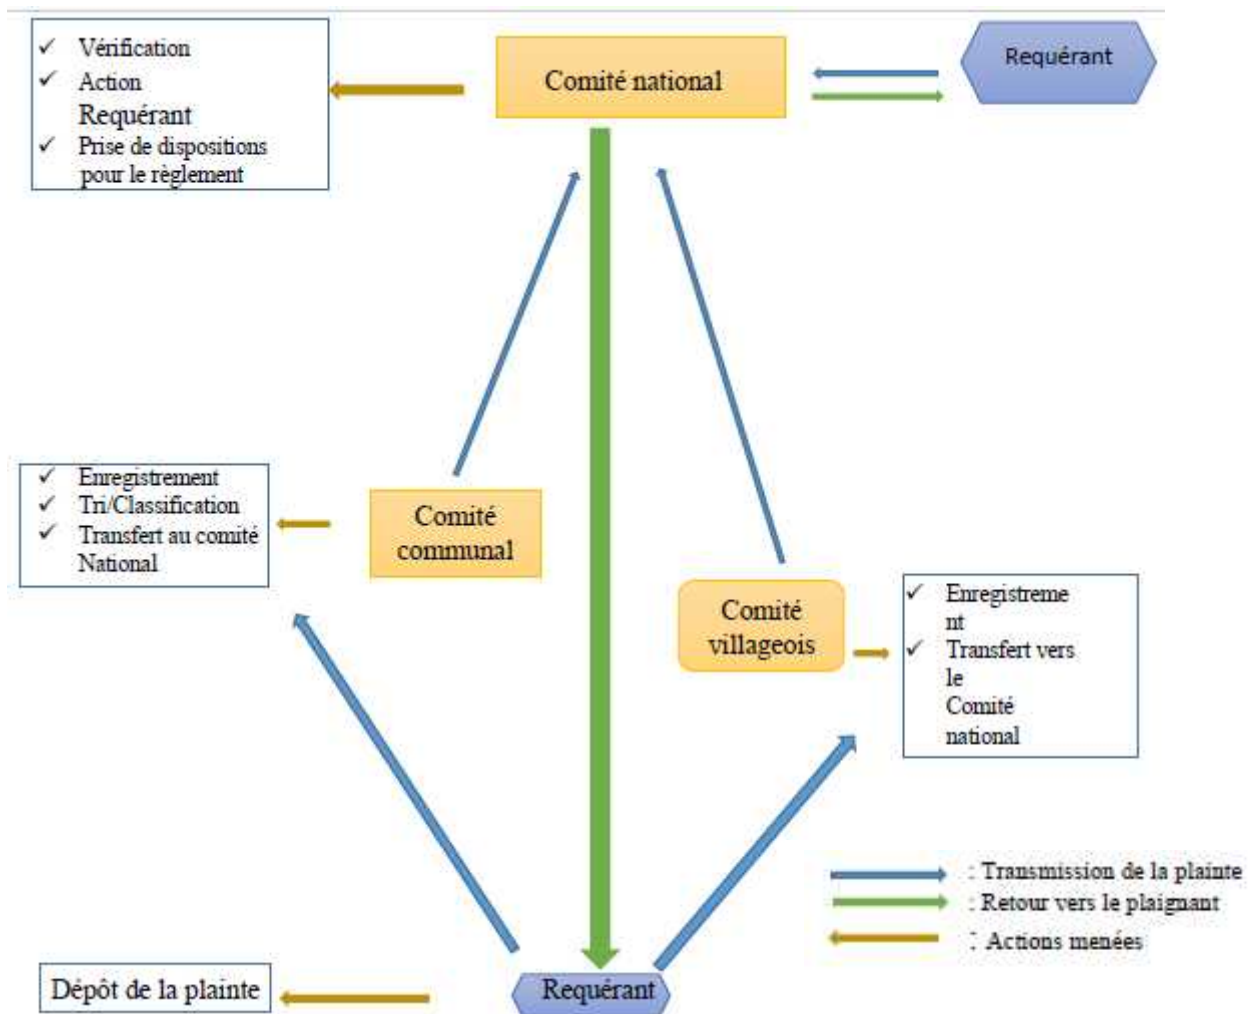 Vérification
Action
Requérant
Prise de dispositions
pour le règlement
Comité national
Requérant
Enregistrement
Tri/Classification
Transfert au comité
National
Comité
communal
Comité
villageois
Enregistreme
nt
Transfert vers
le
Comité
national
: Transmission de la plainte
: Retour vers le plaignant
: Actions menées
Dépôt de la plainte
Requérant